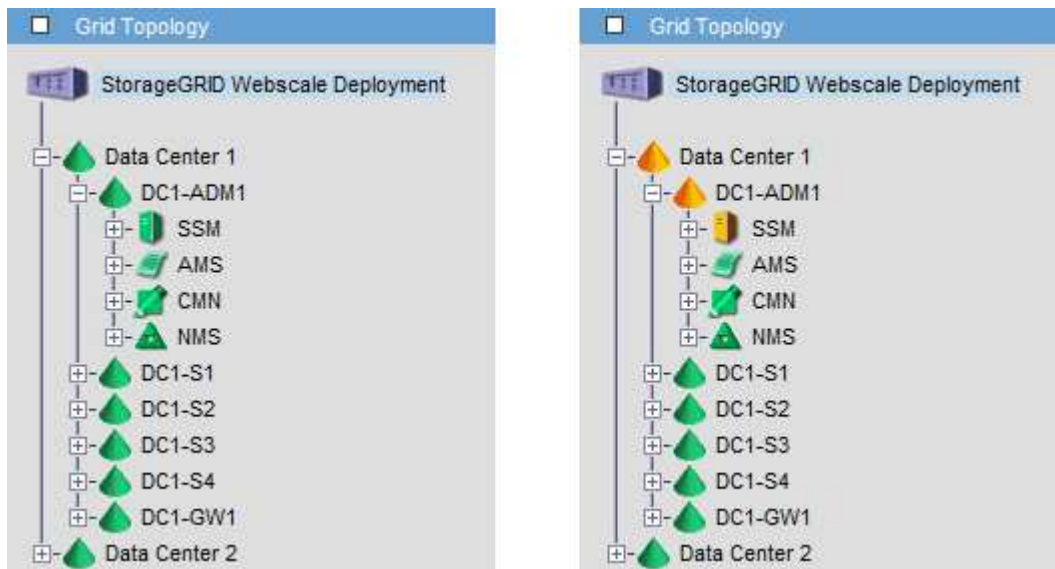 Grid Topology
StorageGRID Webscale Deployment
Data Center 1
DC1-ADM1
SSM
AMS
CMN
NMS
DC1-S1
DC1-S2
DC1-S3
DC1-S4
DC1-GW1
Data Center 2
Grid Topology
StorageGRID Webscale Deployment
Data Center 1
DC1-ADM1
SSM
AMS
CMN
NMS
DC1-S1
DC1-S2
DC1-S3
DC1-S4
DC1-GW1
Data Center 2